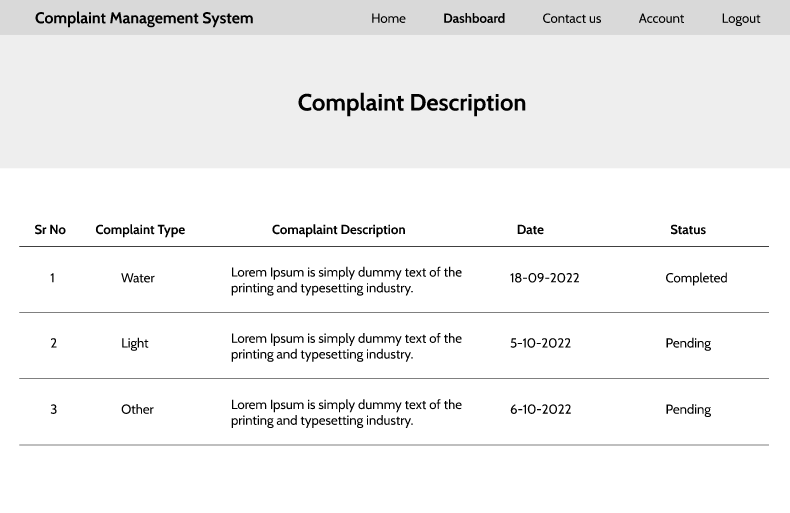 Complaint Management System Home Dashboard Contact us Account Logout
Complaint Description
Sr No Complaint Type Comaplaint Description Date Status
1 Water Lorem Ipsum is simply dummy text of the printing and typesetting industry. 18-09-2022 Completed
2 Light Lorem Ipsum is simply dummy text of the printing and typesetting industry. 5-10-2022 Pending
3 Other Lorem Ipsum is simply dummy text of the printing and typesetting industry. 6-10-2022 Pending